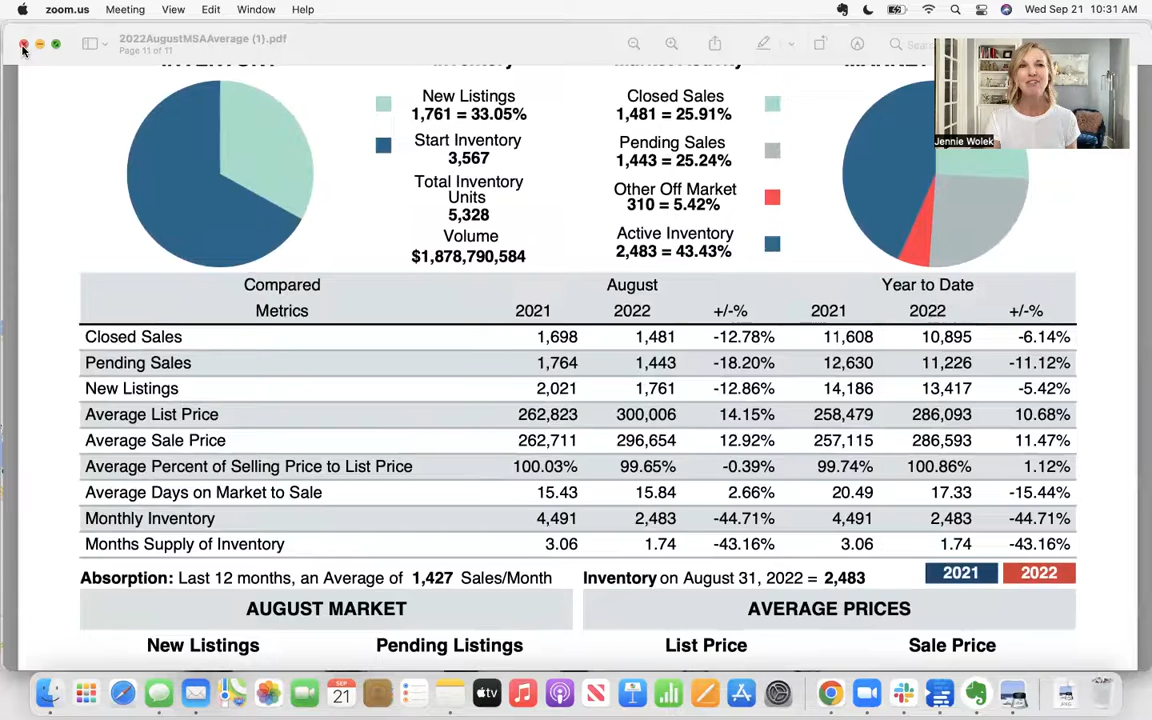 zoom.us Meeting View Edit Window Help Wed Sep 21 10:31 AM
2022AugustMSAAverage (1).pdf
Page 11 of 11
Jennie Wolek
New Listings
1,761 = 33.05%
Start Inventory
3,567
Total Inventory
Units
5,328
Volume
$1,878,790,584
Closed Sales
1,481 = 25.91%
Pending Sales
1,443 = 25.24%
Other Off Market
310 = 5.42%
Active Inventory
2,483 = 43.43%
Compared August Year to Date
Metrics 2021 2022 +/-% 2021 2022 +/-%
Closed Sales 1,698 1,481 -12.78% 11,608 10,895 -6.14%
Pending Sales 1,764 1,443 -18.20% 12,630 11,226 -11.12%
New Listings 2,021 1,761 -12.86% 14,186 13,417 -5.42%
Average List Price 262,823 300,006 14.15% 258,479 286,093 10.68%
Average Sale Price 262,711 296,654 12.92% 257,115 286,593 11.47%
Average Percent of Selling Price to List Price 100.03% 99.65% -0.39% 99.74% 100.86% 1.12%
Average Days on Market to Sale 15.43 15.84 2.66% 20.49 17.33 -15.44%
Monthly Inventory 4,491 2,483 -44.71% 4,491 2,483 -44.71%
Months Supply of Inventory 3.06 1.74 -43.16% 3.06 1.74 -43.16%
Absorption: Last 12 months, an Average of 1,427 Sales/Month
Inventory on August 31, 2022 = 2,483
2021 2022
AUGUST MARKET AVERAGE PRICES
New Listings Pending Listings List Price Sale Price
SEP
21
tv